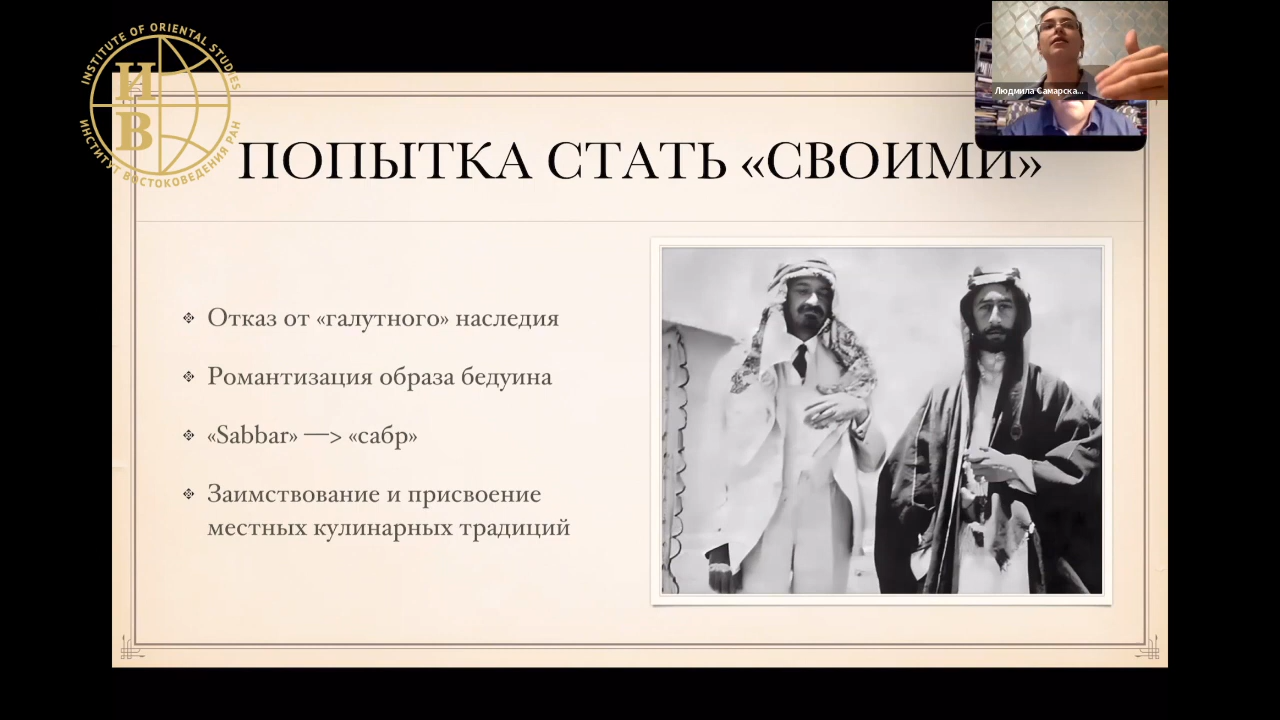 INSTITUTE OF ORIENTAL STUDIES
ИВ
ИНСТИТУТ ВОСТОКОВЕДЕНИЯ РАН
Людмила Самарска...
ПОПЫТКА СТАТЬ «СВОИМИ»
Отказ от «галутного» наследия
Романтизация образа бедуина
«Sabbar» —> «сабр»
Заимствование и присвоение
местных кулинарных традиций